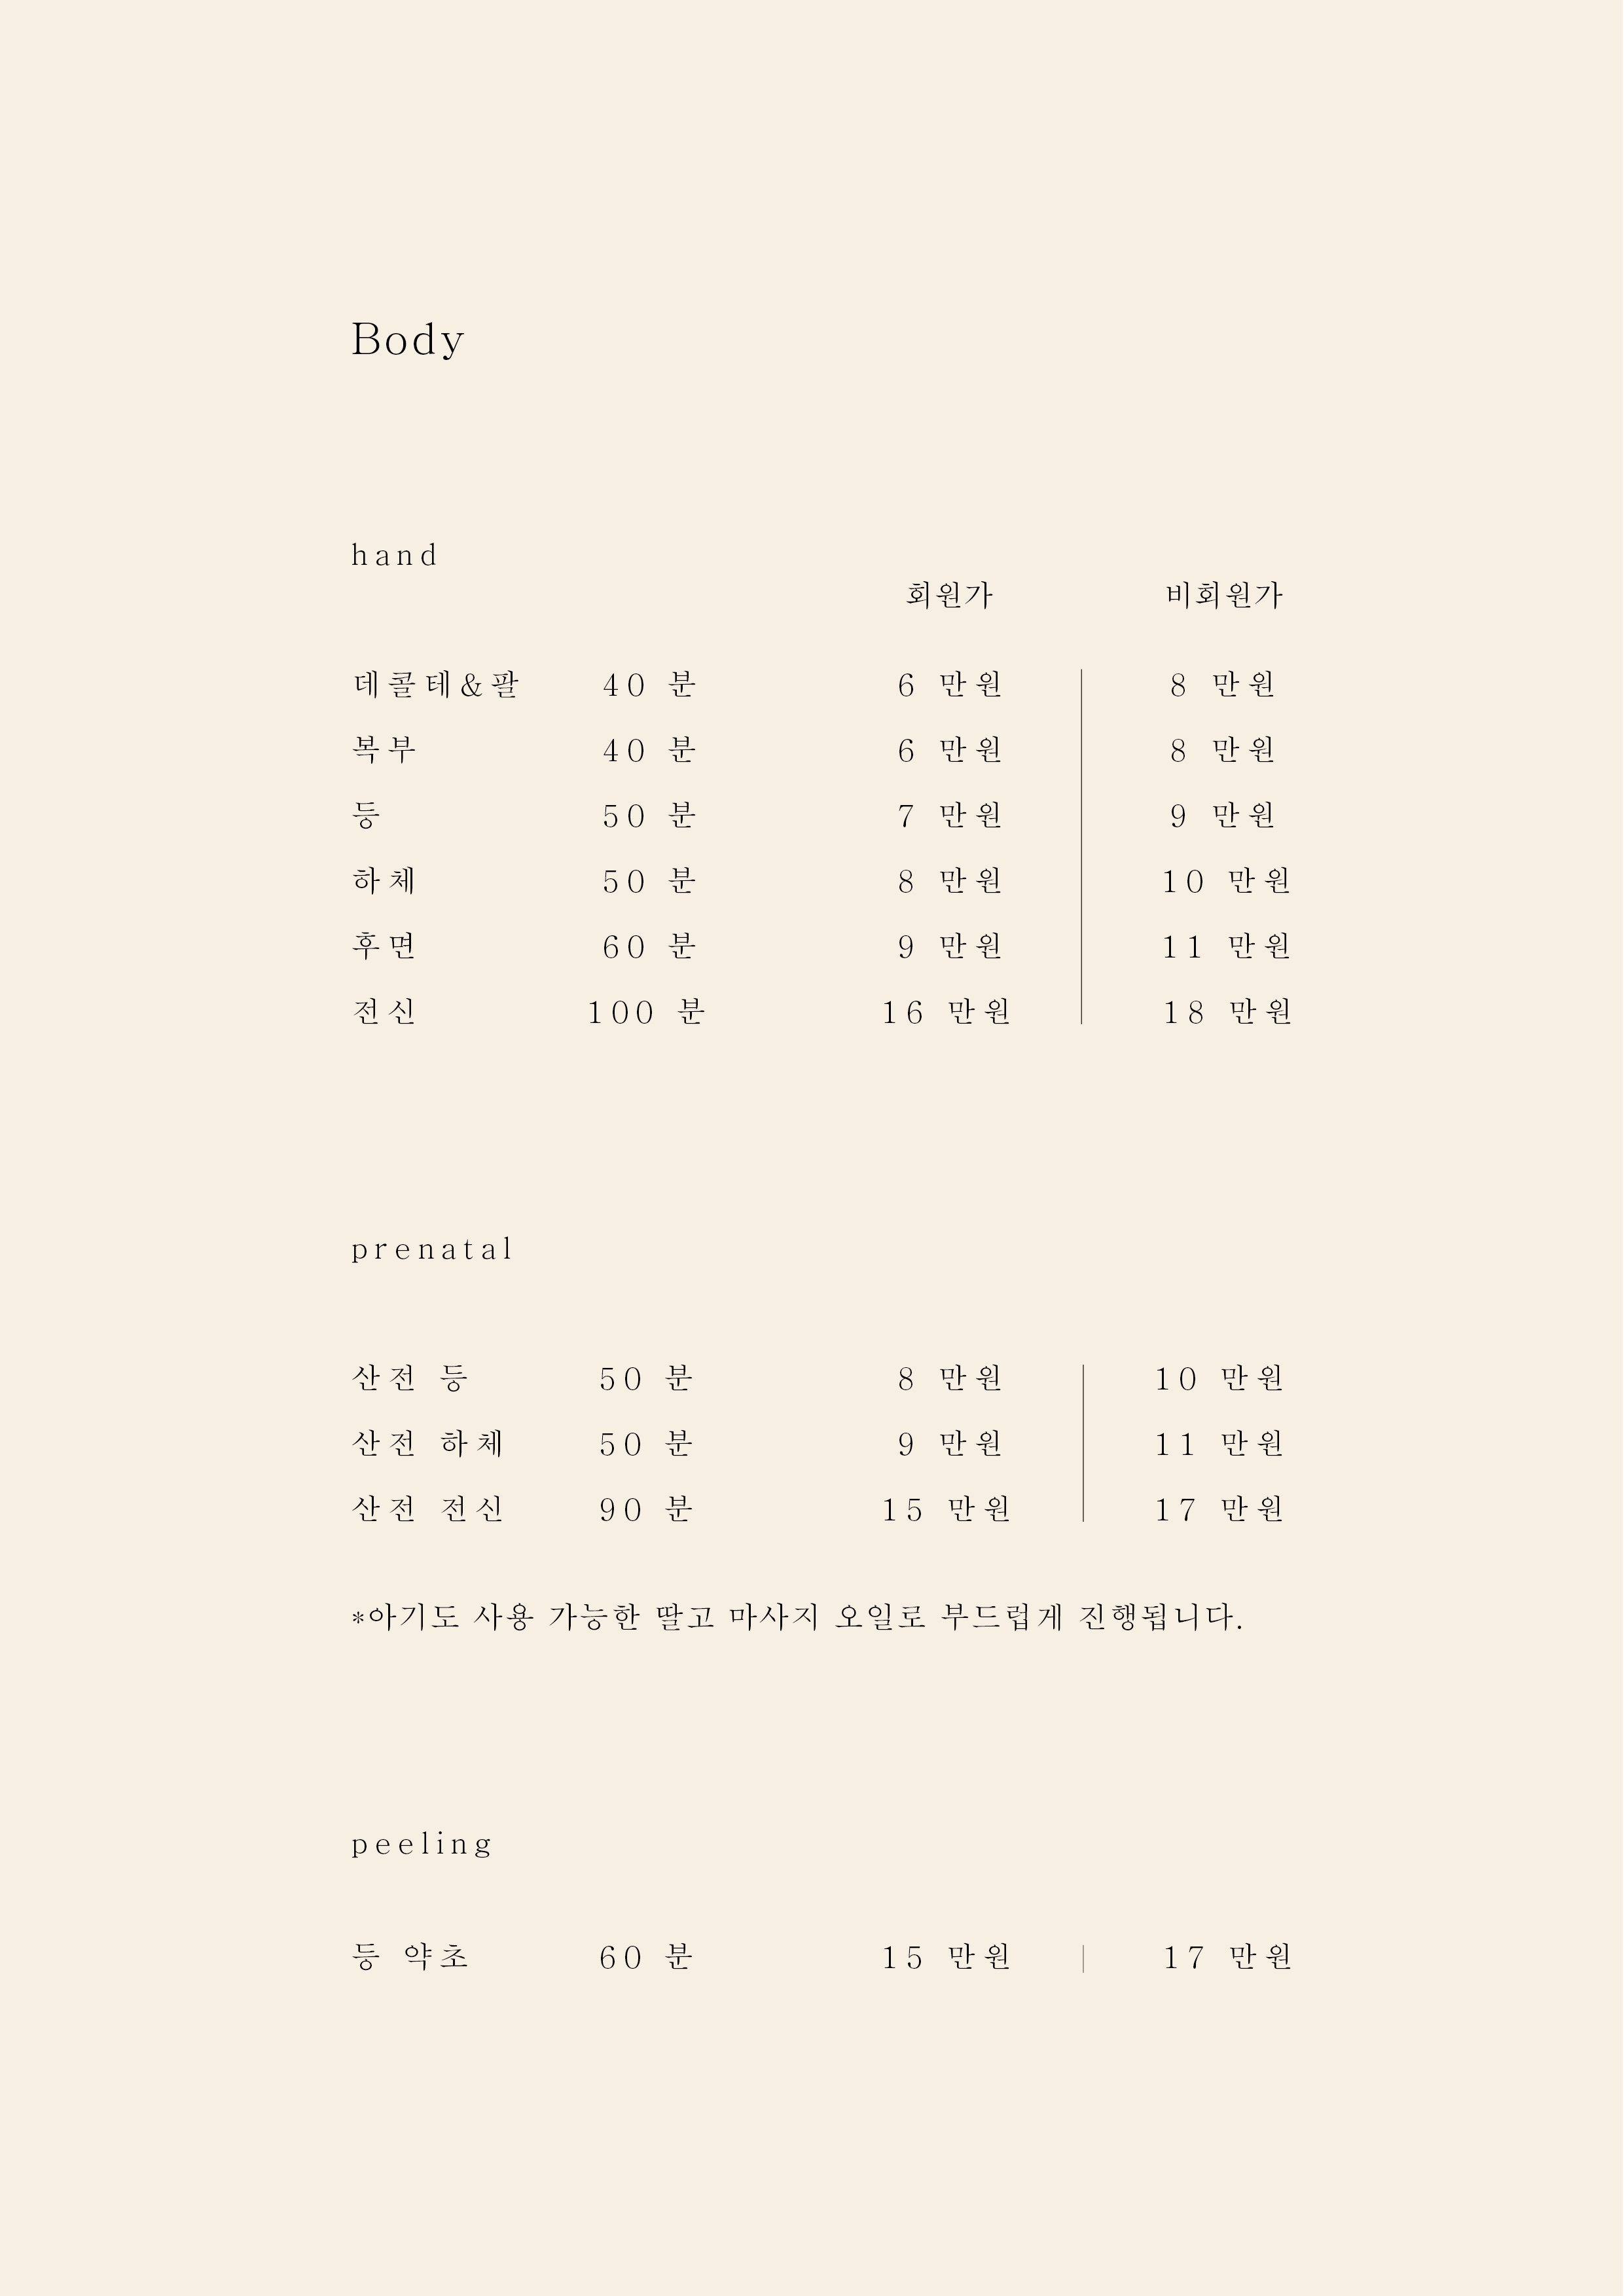 Body
hand
회원가 비회원가
데콜테&팔 40 분 6 만원 8 만원
복부 40 분 6 만원 8 만원
등 50 분 7 만원 9 만원
하체 50 분 8 만원 10 만원
후면 60 분 9 만원 11 만원
전신 100 분 16 만원 18 만원
prenatal
산전 등 50 분 8 만원 10 만원
산전 하체 50 분 9 만원 11 만원
산전 전신 90 분 15 만원 17 만원
*아기도 사용 가능한 딸고 마사지 오일로 부드럽게 진행됩니다.
peeling
등 약초 60 분 15 만원 17 만원